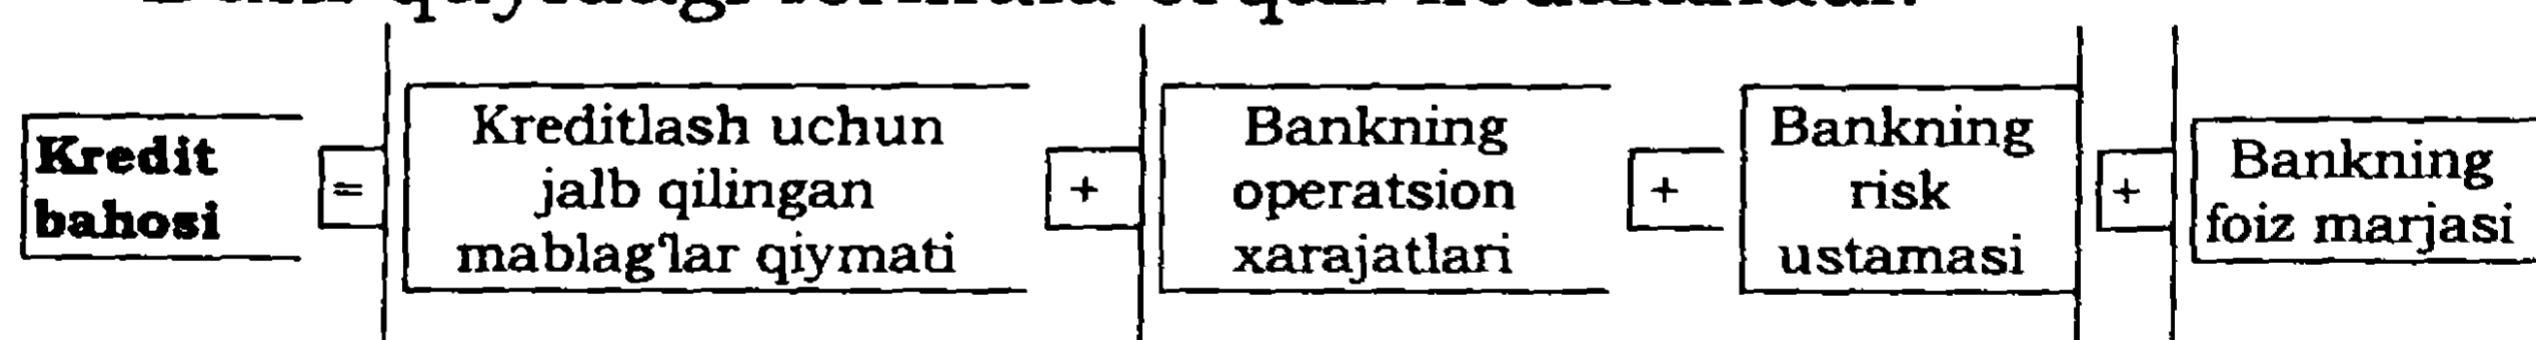 Kredit
bahosi
=
Kreditlash uchun
jalb qilingan
mablag'lar qiymati
+
Bankning
operatsion
xarajatlari
+
Bankning
risk
ustamasi
+
Bankning
foiz marjasi